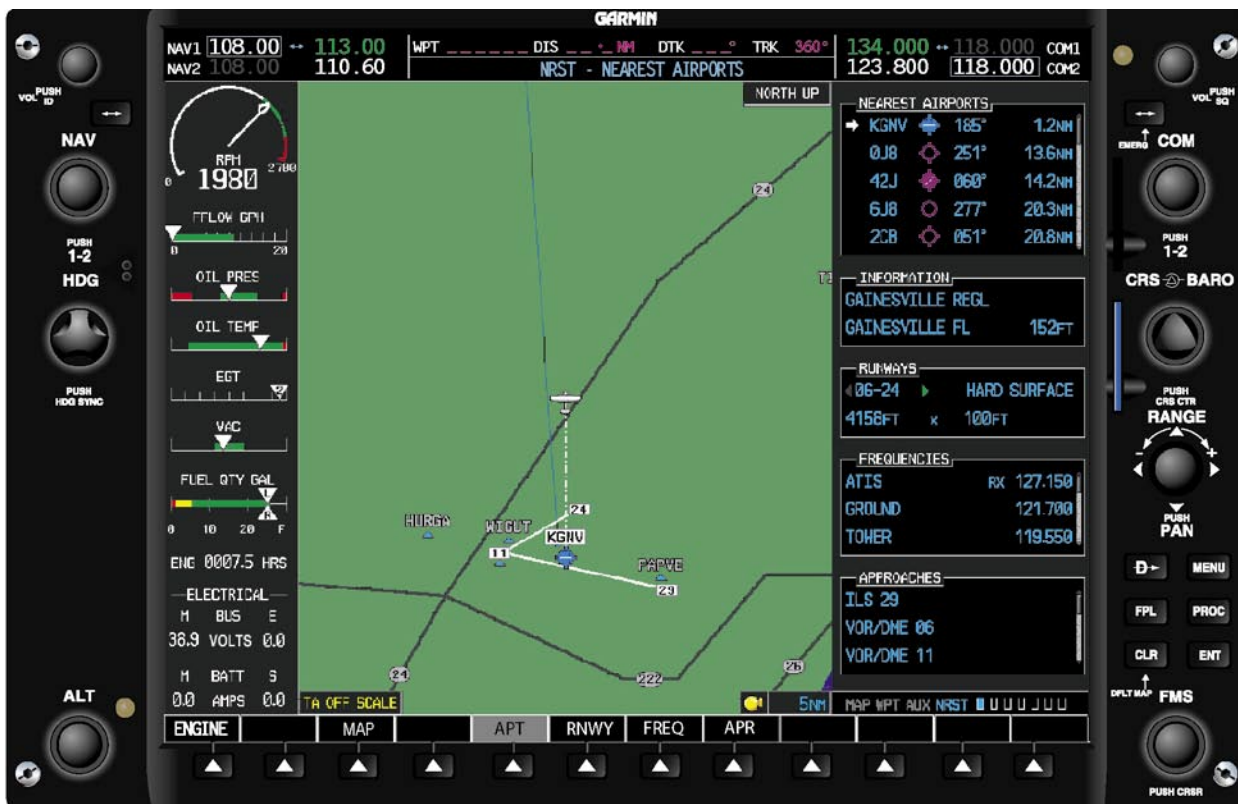 GARMIN
NAV1 108.00 ↔ 113.00
NAV2 108.00 110.60
WPT _ _ _ _ _ _ DIS _ _._ NM DTK _ _ _° TRK 360°
NRST - NEAREST AIRPORTS
134.000 ↔ 118.000 COM1
123.800 118.000 COM2
VOL PUSH ID
NAV
PUSH
1-2
HDG
PUSH
HDG SYNC
ALT
RPM
1980
0 2700
FFLOW GPH
0 20
OIL PRES
OIL TEMP
EGT
VAC
FUEL QTY GAL
L
R
0 10 20 F
ENG 0007.5 HRS
ELECTRICAL
M BUS E
38.9 VOLTS 0.0
M BATT S
0.0 AMPS 0.0
NORTH UP
24
HURGA
WIGUT
24
KGNV
11
PAPVE
29
24
222
26
TA OFF SCALE
5NM
NEAREST AIRPORTS
KGNV 185° 1.2NM
0J8 251° 13.6NM
42J 060° 14.2NM
6J8 277° 20.3NM
051° 20.8NM
INFORMATION
GAINESVILLE REGL
GAINESVILLE FL 152FT
RUNWAYS
06-24 HARD SURFACE
4158FT x 100FT
FREQUENCIES
ATIS RX 127.150
GROUND 121.700
TOWER 119.550
APPROACHES
ILS 29
VOR/DME 06
VOR/DME 11
MAP WPT AUX NRST
ENGINE MAP APT RNWY FREQ APR
VOL PUSH SQ
EMERG COM
PUSH
1-2
CRS BARO
PUSH
CRS CTR
RANGE
- +
PUSH
PAN
D MENU
FPL PROC
CLR ENT
DFLT MAP FMS
PUSH CRSR